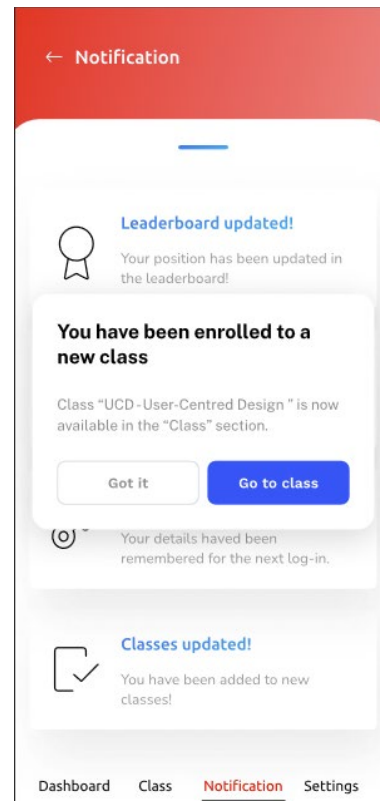 ← Notification
Leaderboard updated!
Your position has been updated in
the leaderboard!
You have been enrolled to a
new class
Class “UCD - User-Centred Design ” is now
available in the “Class” section.
Got it
Go to class
Your details haved been
remembered for the next log-in.
Classes updated!
You have been added to new
classes!
Dashboard Class Notification Settings